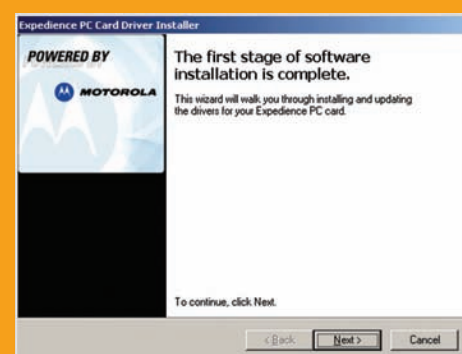 Expedience PC Card Driver Installer
POWERED BY
MOTOROLA
The first stage of software
installation is complete.
This wizard will walk you through installing and updating
the drivers for your Expedience PC card.
To continue, click Next.
< Back
Next >
Cancel